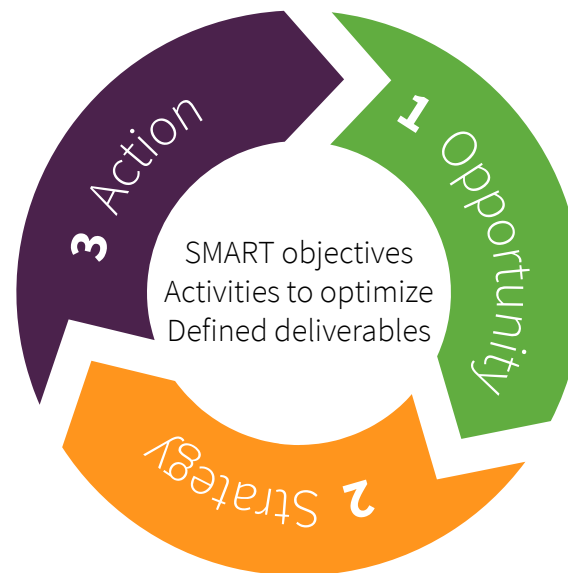 1 Opportunity
2 Strategy
3 Action
SMART objectives
Activities to optimize
Defined deliverables